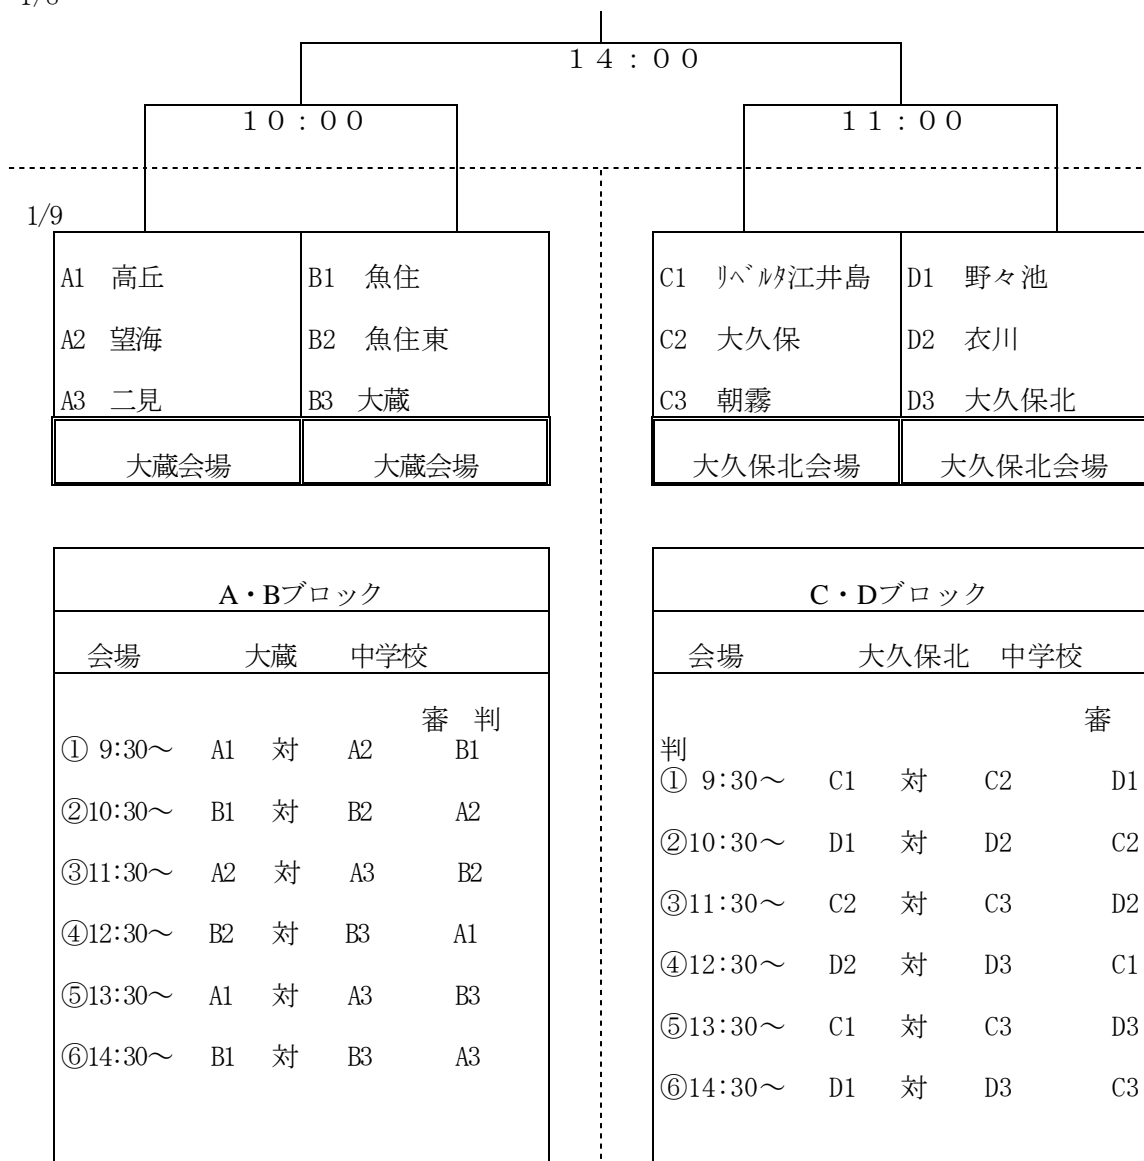 １４：００
１０：００ １１：００
1/9
A1 高丘 B1 魚住 C1 ﾘﾍﾞﾙﾀ江井島 D1 野々池
A2 望海 B2 魚住東 C2 大久保 D2 衣川
A3 二見 B3 大蔵 C3 朝霧 D3 大久保北
大蔵会場 大蔵会場 大久保北会場 大久保北会場
A・Bブロック
会場 大蔵 中学校
審 判
① 9:30～ A1 対 A2 B1
②10:30～ B1 対 B2 A2
③11:30～ A2 対 A3 B2
④12:30～ B2 対 B3 A1
⑤13:30～ A1 対 A3 B3
⑥14:30～ B1 対 B3 A3
C・Dブロック
会場 大久保北 中学校
審
判
① 9:30～ C1 対 C2 D1
②10:30～ D1 対 D2 C2
③11:30～ C2 対 C3 D2
④12:30～ D2 対 D3 C1
⑤13:30～ C1 対 C3 D3
⑥14:30～ D1 対 D3 C3